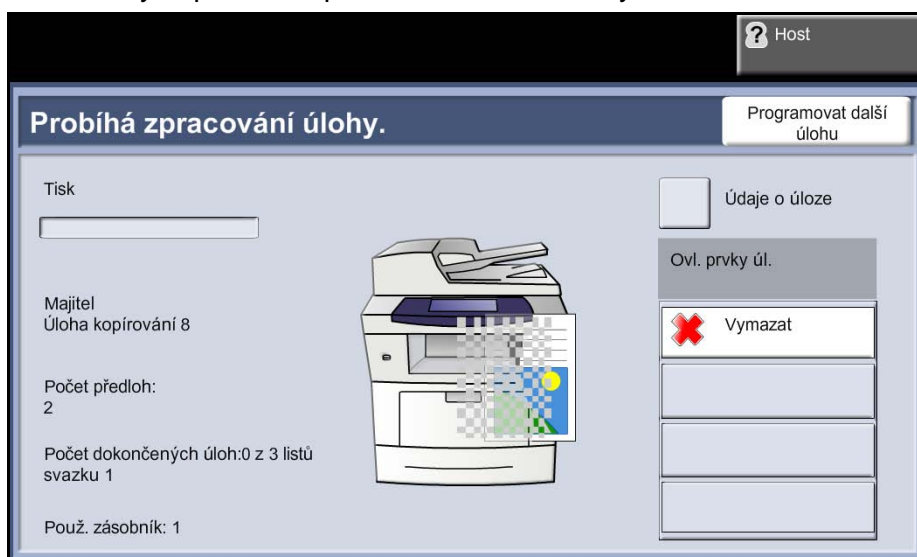 Host
Probíhá zpracování úlohy.
Programovat další
úlohu
Tisk
Údaje o úloze
Ovl. prvky úl.
Majitel
Úloha kopírování 8
Vymazat
Počet předloh:
2
Počet dokončených úloh:0 z 3 listů
svazku 1
Použ. zásobník: 1